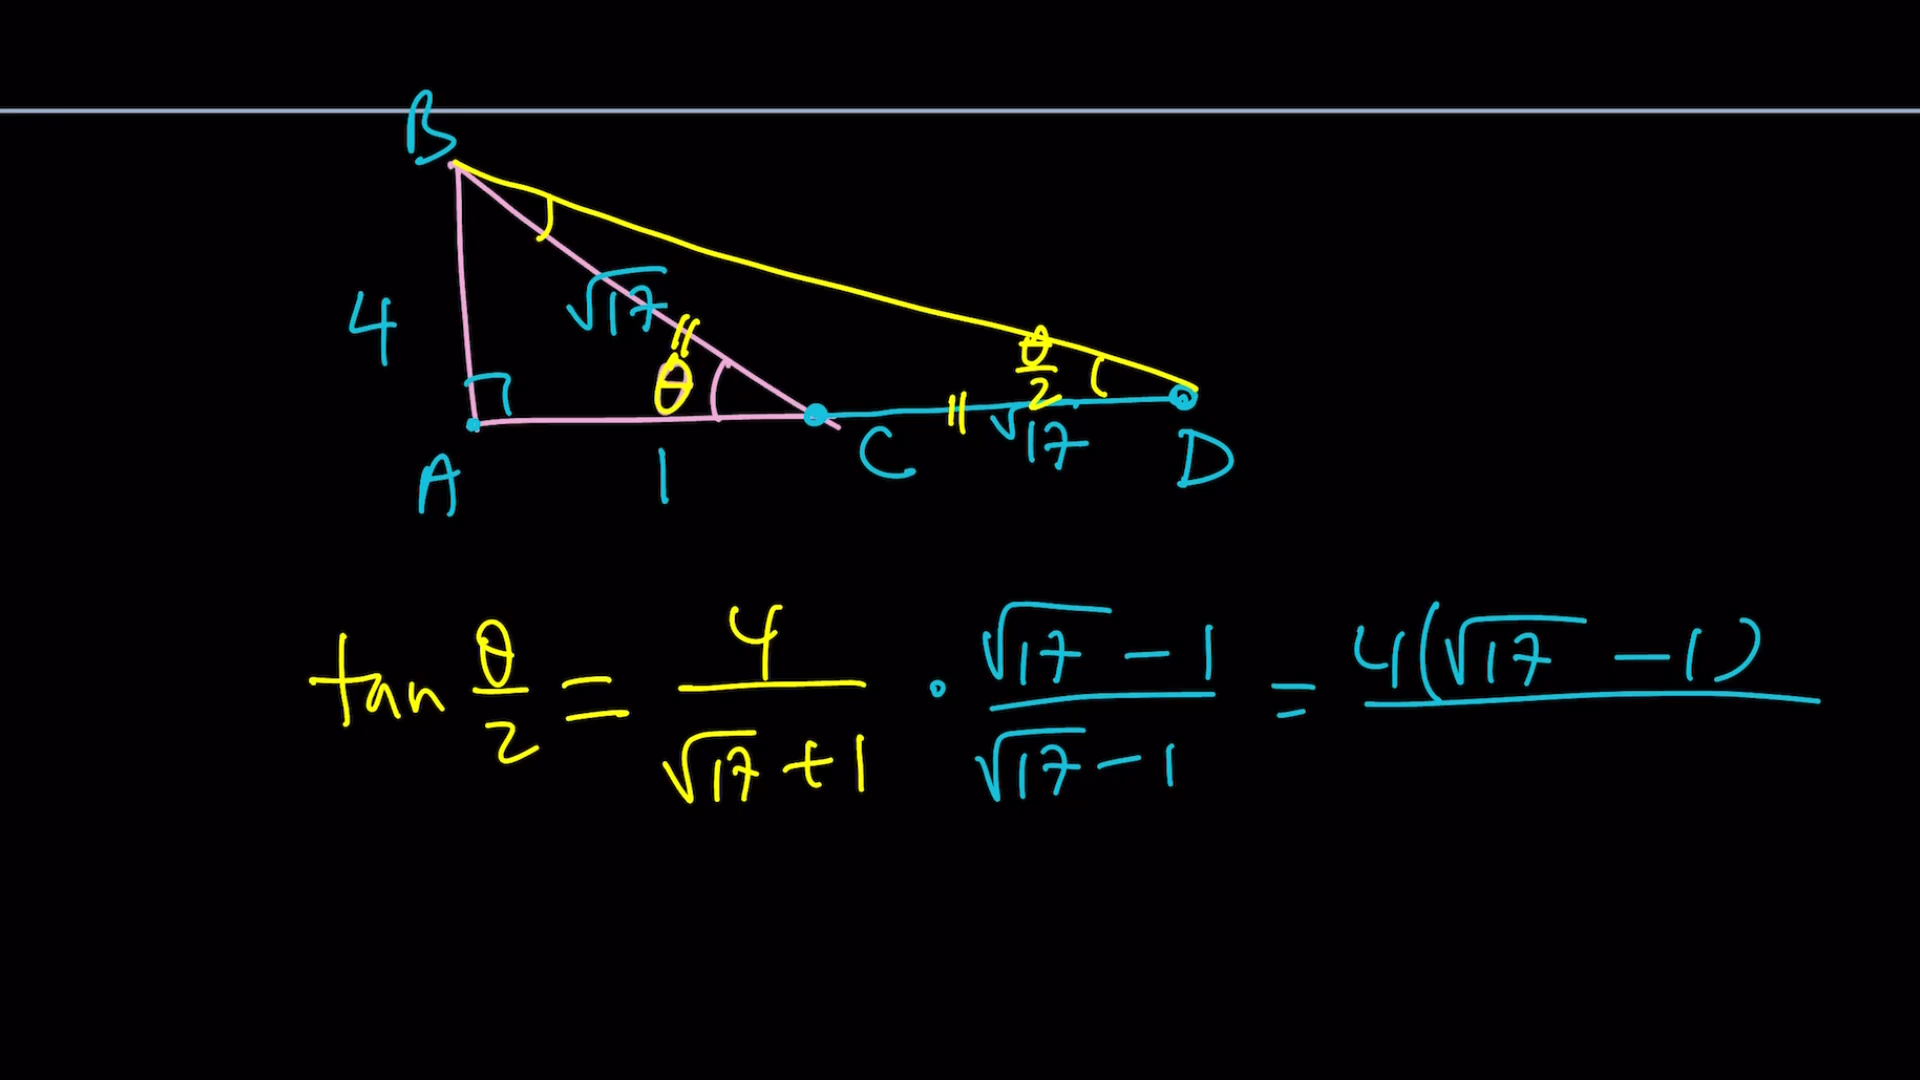 B
4
√17
θ
θ/2
√17
A
1
C
D
tan θ/2 = 4/(√17 + 1) · (√17 - 1)/(√17 - 1) = 4(√17 - 1)/